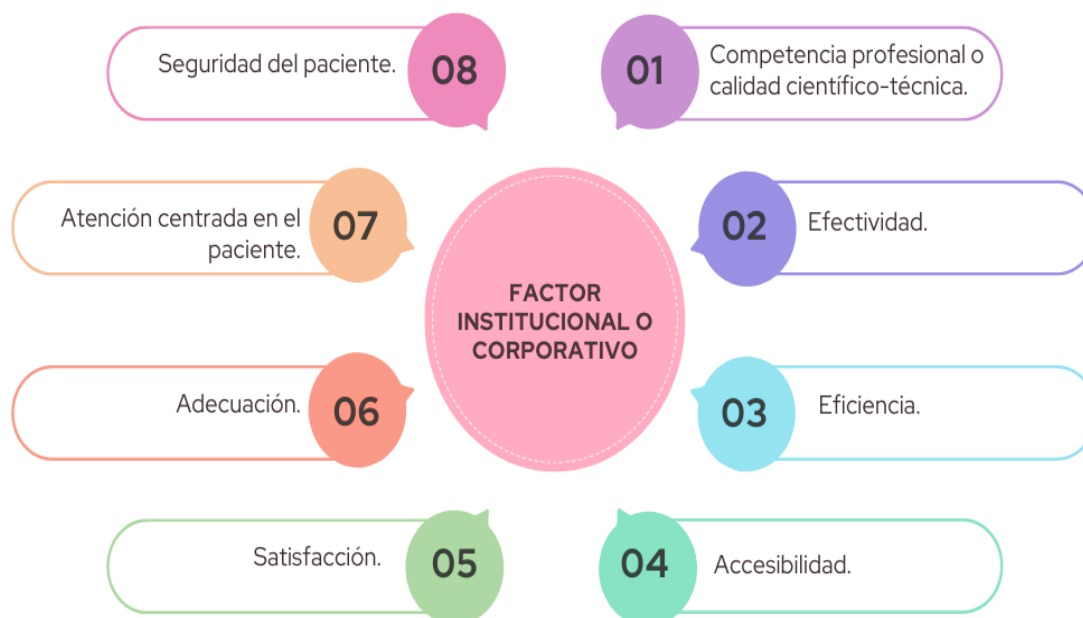 FACTOR
INSTITUCIONAL O
CORPORATIVO
01
Competencia profesional o
calidad científico-técnica.
02
Efectividad.
03
Eficiencia.
04
Accesibilidad.
05
Satisfacción.
06
Adecuación.
07
Atención centrada en el
paciente.
08
Seguridad del paciente.